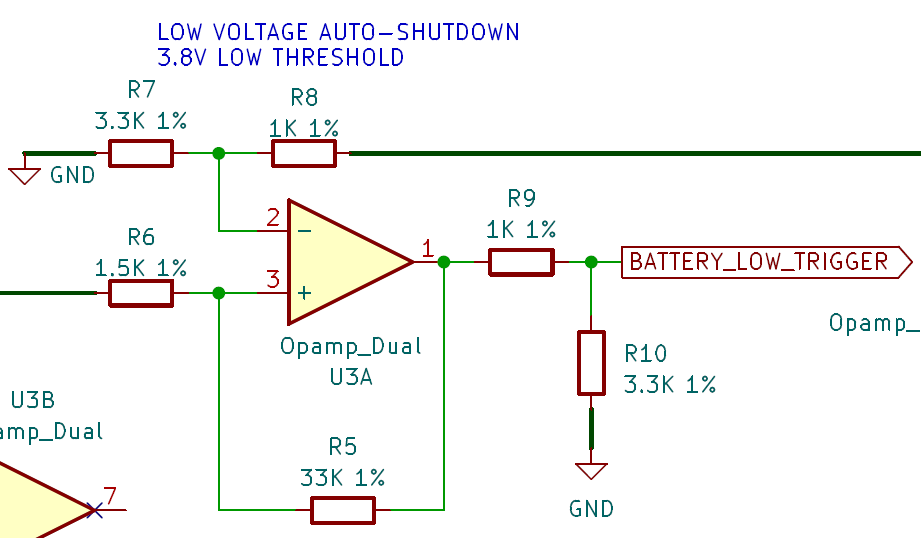 LOW VOLTAGE AUTO-SHUTDOWN
3.8V LOW THRESHOLD
R7
3.3K 1%
R8
1K 1%
GND
R9
1K 1%
2
1
BATTERY_LOW_TRIGGER
R6
1.5K 1%
3
Opamp_Dual
U3A
Opamp_
R10
3.3K 1%
U3B
amp_Dual
R5
33K 1%
7
GND